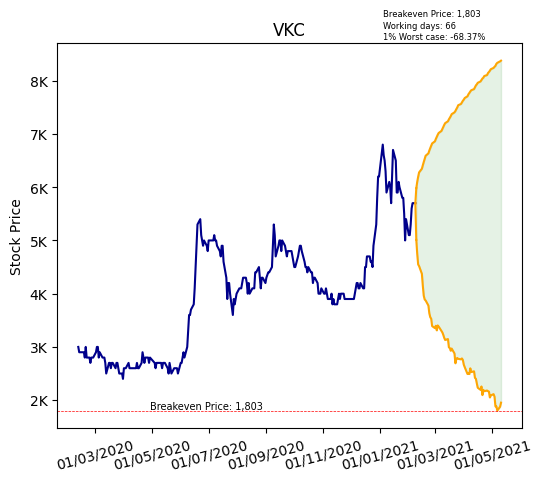 Breakeven Price: 1,803
Working days: 66
1% Worst case: -68.37%
VKC
Stock Price
8K
7K
6K
5K
4K
3K
2K
Breakeven Price: 1,803
01/03/2020
01/05/2020
01/07/2020
01/09/2020
01/11/2020
01/01/2021
01/03/2021
01/05/2021